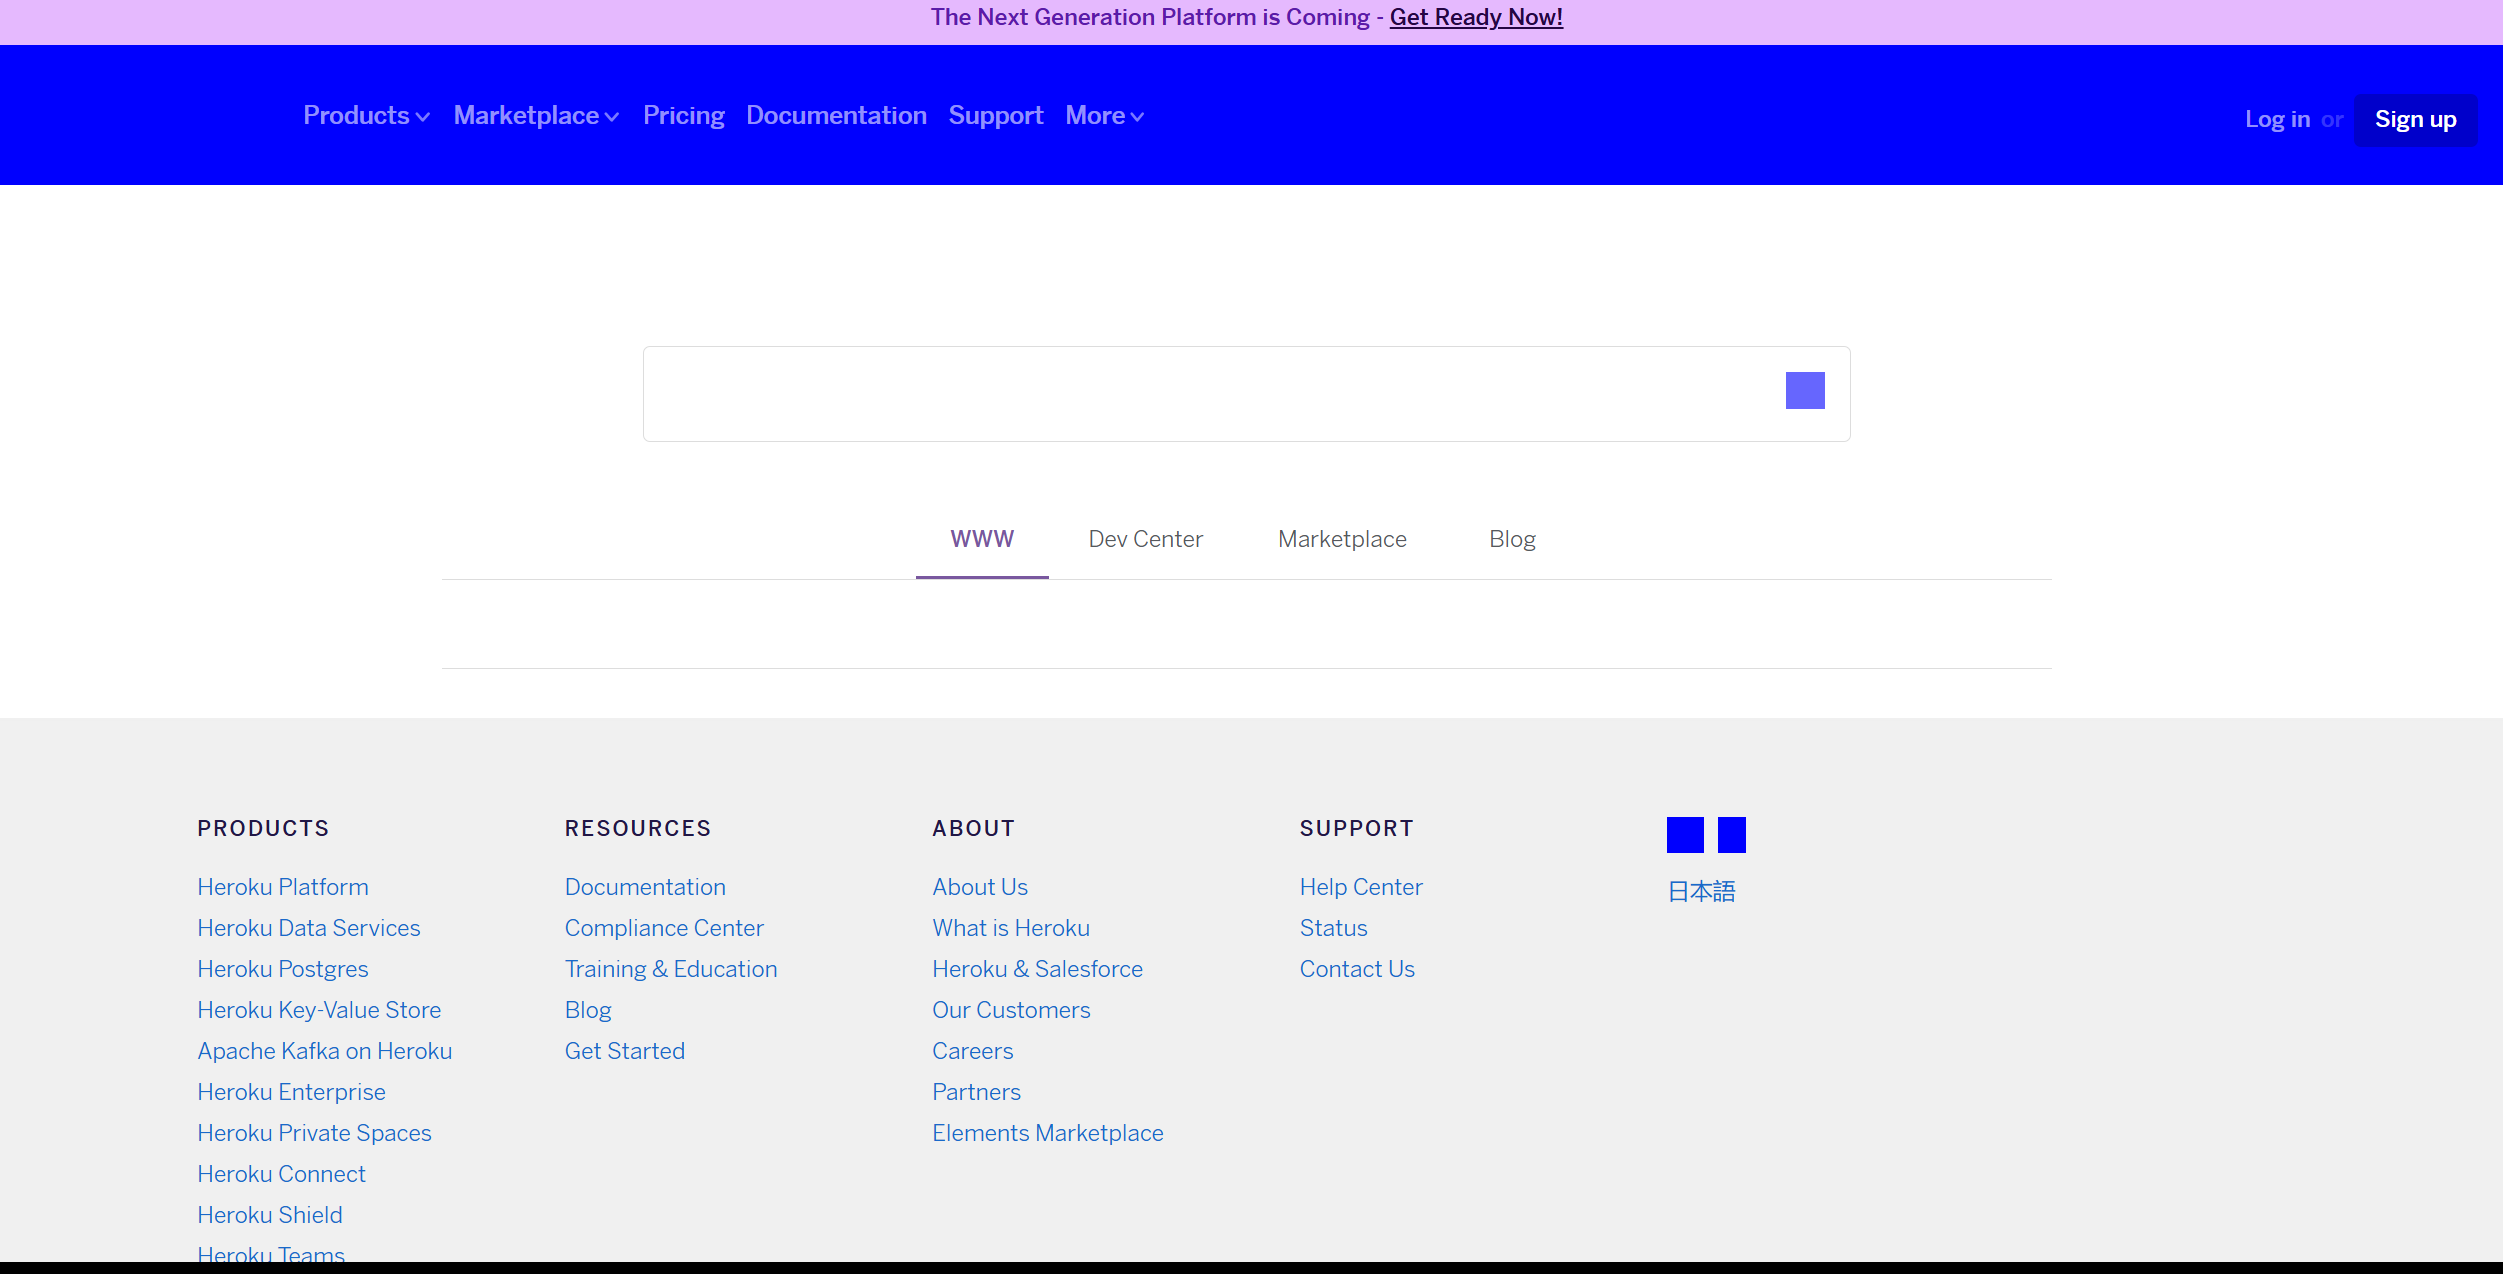 The Next Generation Platform is Coming - Get Ready Now!
Products Marketplace Pricing Documentation Support More Log in or Sign up
WWW Dev Center Marketplace Blog
PRODUCTS
Heroku Platform
Heroku Data Services
Heroku Postgres
Heroku Key-Value Store
Apache Kafka on Heroku
Heroku Enterprise
Heroku Private Spaces
Heroku Connect
Heroku Shield
Heroku Teams
RESOURCES
Documentation
Compliance Center
Training & Education
Blog
Get Started
ABOUT
About Us
What is Heroku
Heroku & Salesforce
Our Customers
Careers
Partners
Elements Marketplace
SUPPORT
Help Center
Status
Contact Us
日本語